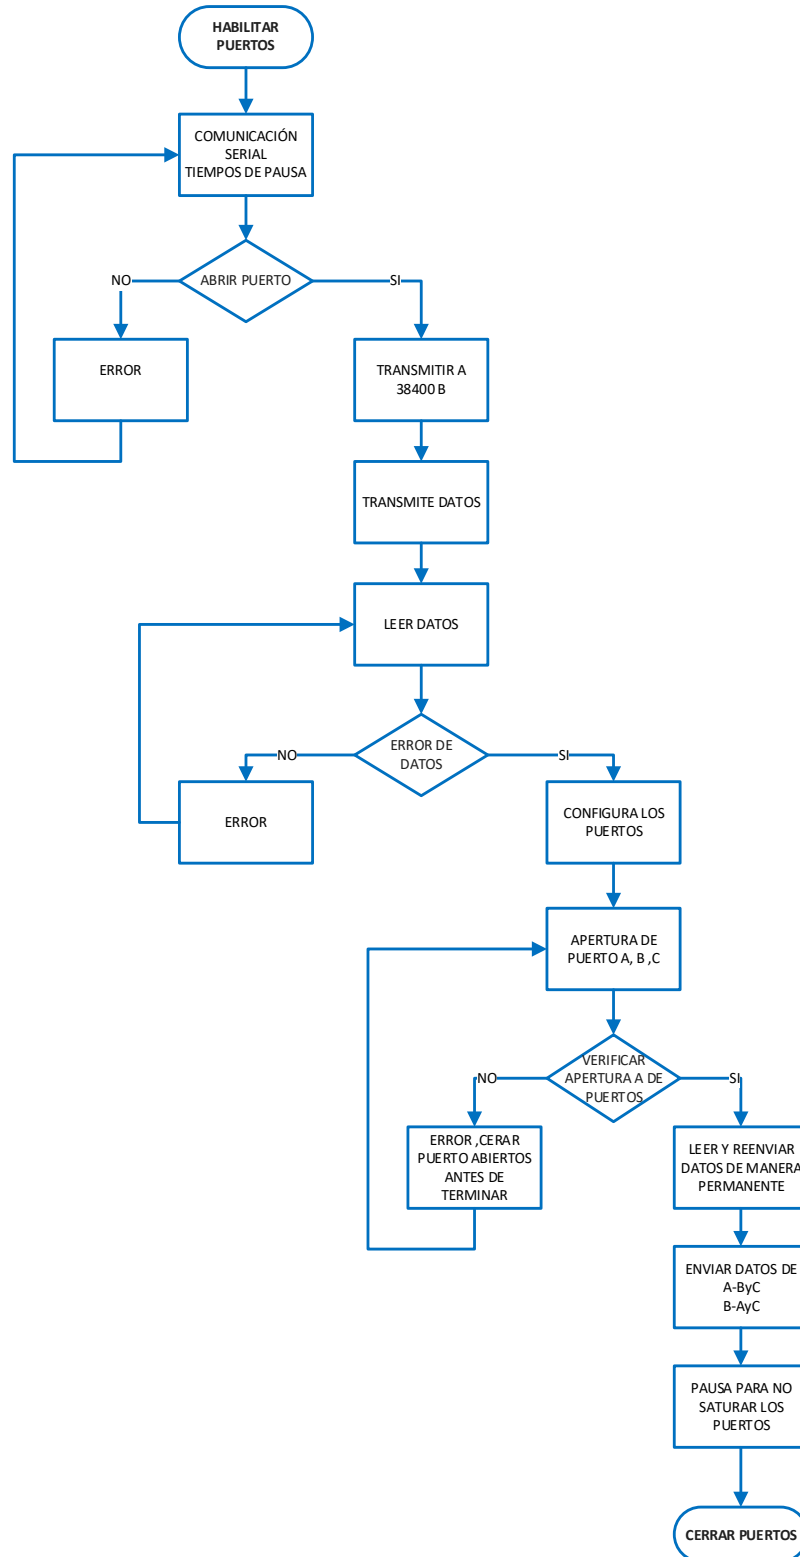 HABILITAR
PUERTOS
COMUNICACIÓN
SERIAL
TIEMPOS DE PAUSA
ABRIR PUERTO
NO
SI
ERROR
TRANSMITIR A
38400 B
TRANSMITE DATOS
LEER DATOS
ERROR DE
DATOS
NO
SI
ERROR
CONFIGURA LOS
PUERTOS
APERTURA DE
PUERTO A, B ,C
VERIFICAR
APERTURA A DE
PUERTOS
NO
SI
ERROR ,CERAR
PUERTO ABIERTOS
ANTES DE
TERMINAR
LEER Y REENVIAR
DATOS DE MANERA
PERMANENTE
ENVIAR DATOS DE
A-ByC
B-AyC
PAUSA PARA NO
SATURAR LOS
PUERTOS
CERRAR PUERTOS